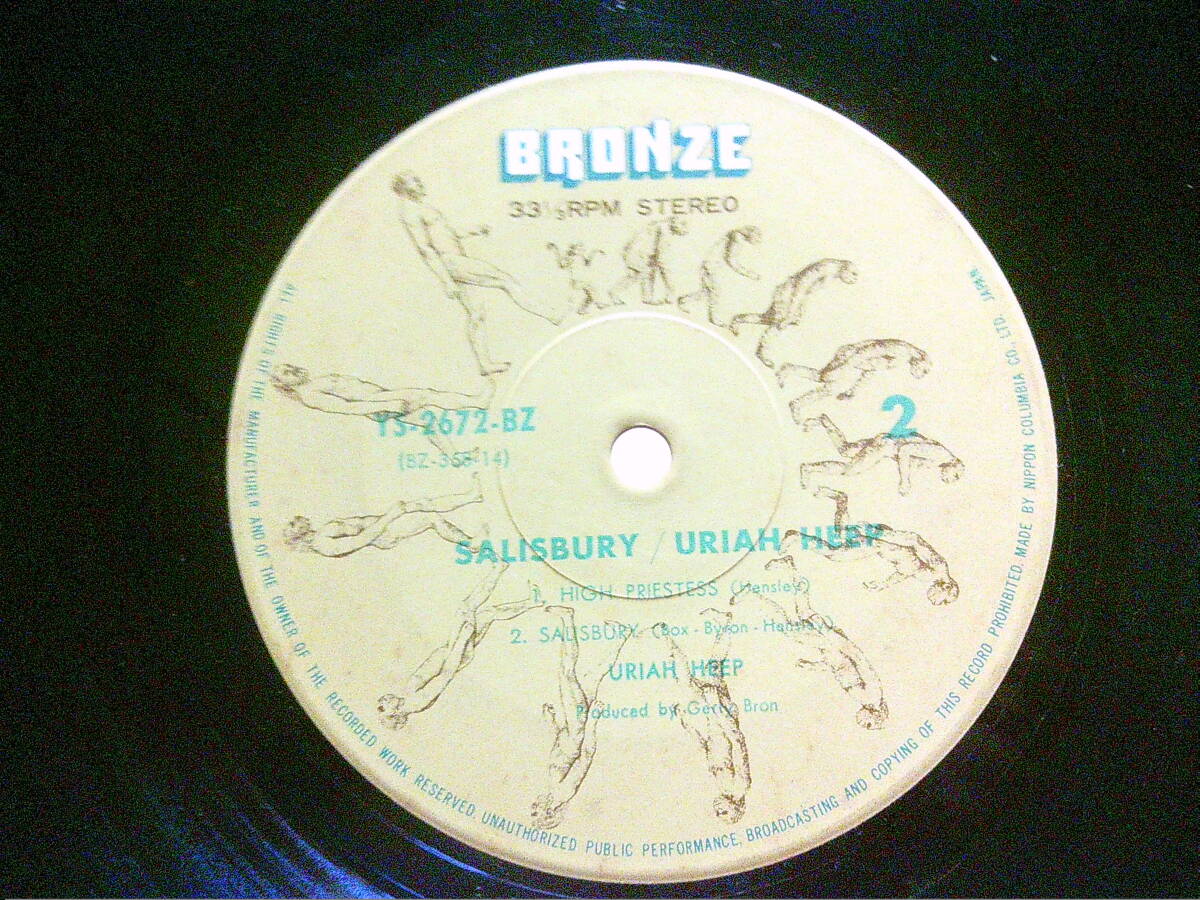 BRONZE
33⅓RPM STEREO
YS-2672-BZ
2
SALISBURY / URIAH HEEP
1. HIGH PRIESTESS (Hensley)
2. SALISBURY (Box - Byron - Hensley)
URIAH HEEP
Produced by Gerry Bron
ALL RIGHTS OF THE MANUFACTURER AND OF THE OWNER OF THE RECORDED WORK RESERVED. UNAUTHORIZED PUBLIC PERFORMANCE, BROADCASTING AND COPYING OF THIS RECORD PROHIBITED. MADE BY NIPPON COLUMBIA CO., LTD. JAPAN